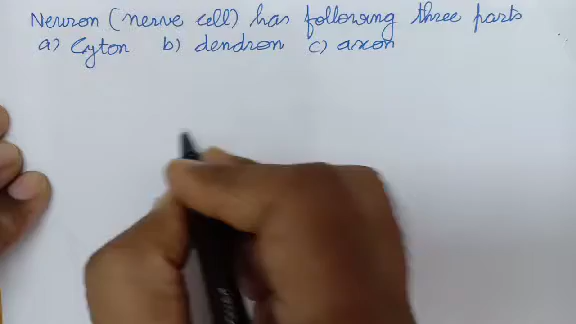 Neuron (nerve cell) has following three parts
a) Cyton b) dendron c) axon